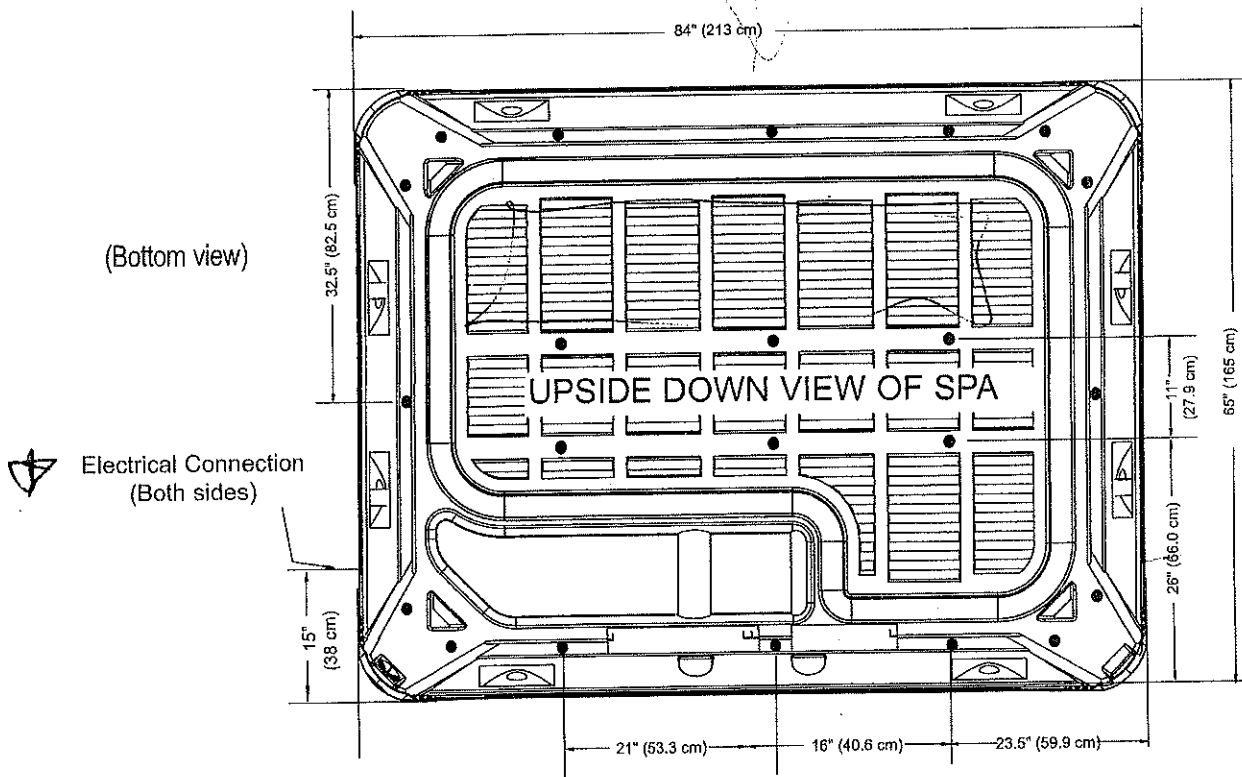 84" (213 cm)
(Bottom view)
32.5" (82.5 cm)
UPSIDE DOWN VIEW OF SPA
11"
(27.9 cm)
65" (165 cm)
Electrical Connection
(Both sides)
26" (66.0 cm)
15"
(38 cm)
21" (53.3 cm)
16" (40.6 cm)
23.5" (59.9 cm)